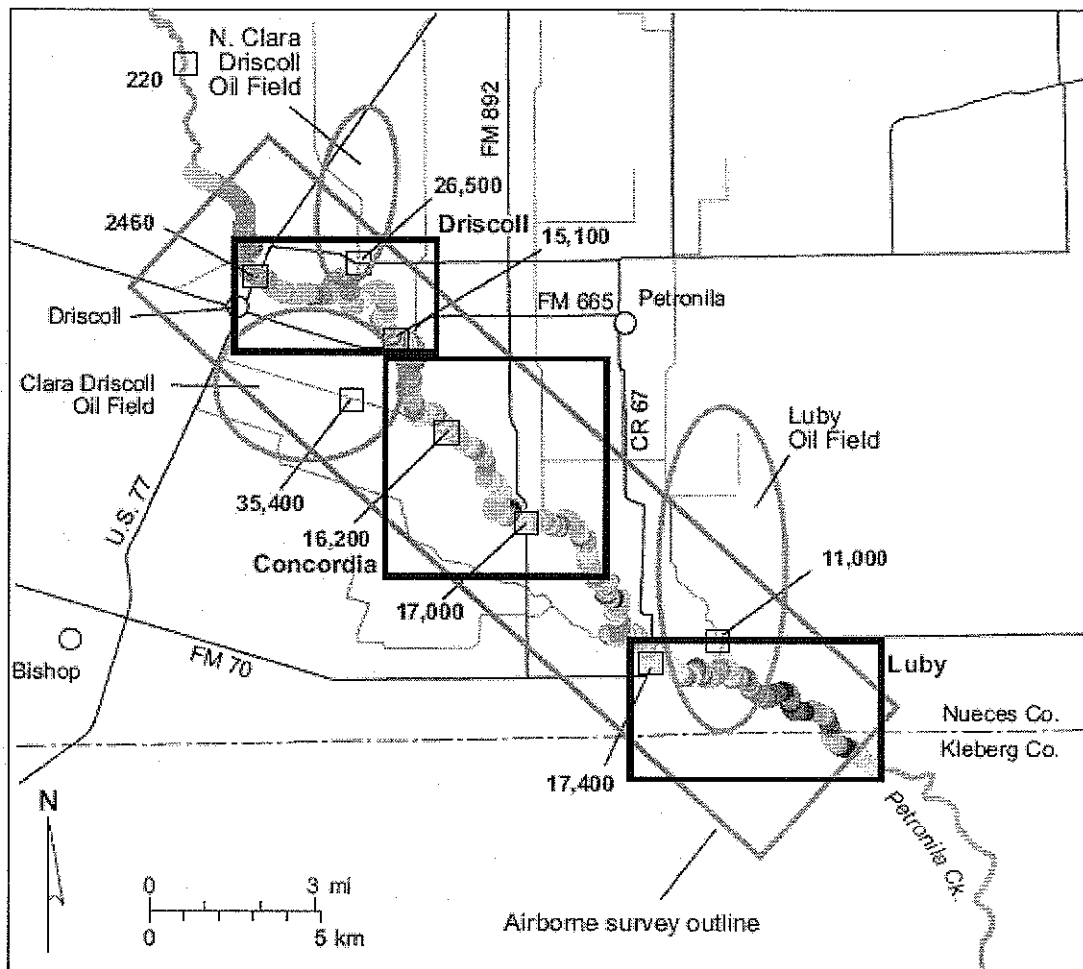 N. Clara
Driscoll
Oil Field
220
FM 892
26,500
2460
Driscoll
15,100
Driscoll
FM 665
Petronila
Clara Driscoll
Oil Field
CR 67
Luby
Oil Field
U.S. 77
35,400
16,200
Concordia
17,000
11,000
Bishop
FM 70
Luby
Nueces Co.
Kleberg Co.
17,400
N
Petronila Ck.
0 3 mi
0 5 km
Airborne survey outline